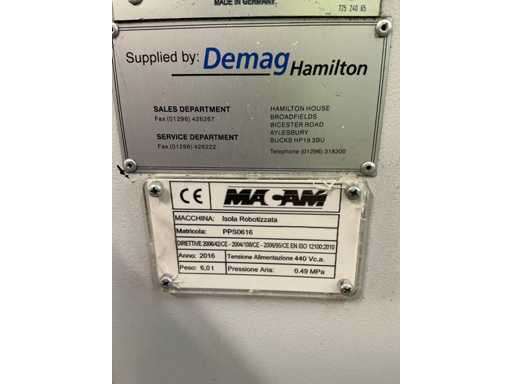 MADE IN GERMANY
725 240 65
Supplied by: Demag Hamilton
SALES DEPARTMENT
Fax (01296) 426267
SERVICE DEPARTMENT
Fax (01296) 426222
HAMILTON HOUSE
BROADFIELDS
BICESTER ROAD
AYLESBURY
BUCKS HP19 3BU
Telephone (01296) 318200
CE MACAM
MACCHINA: Isola Robotizzata
Matricola: PPS0616
DIRETTIVE 2006/42/CE - 2004/108/CE - 2006/95/CE EN ISO 12100:2010
Anno: 2016 Tensione Alimentazione 440 Vc.a.
Peso: 6,0 t Pressione Aria: 0.49 MPa